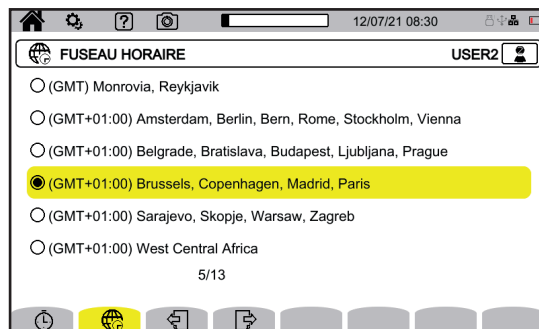 12/07/21 08:30
FUSEAU HORAIRE
USER2
(GMT) Monrovia, Reykjavik
(GMT+01:00) Amsterdam, Berlin, Bern, Rome, Stockholm, Vienna
(GMT+01:00) Belgrade, Bratislava, Budapest, Ljubljana, Prague
(GMT+01:00) Brussels, Copenhagen, Madrid, Paris
(GMT+01:00) Sarajevo, Skopje, Warsaw, Zagreb
(GMT+01:00) West Central Africa
5/13